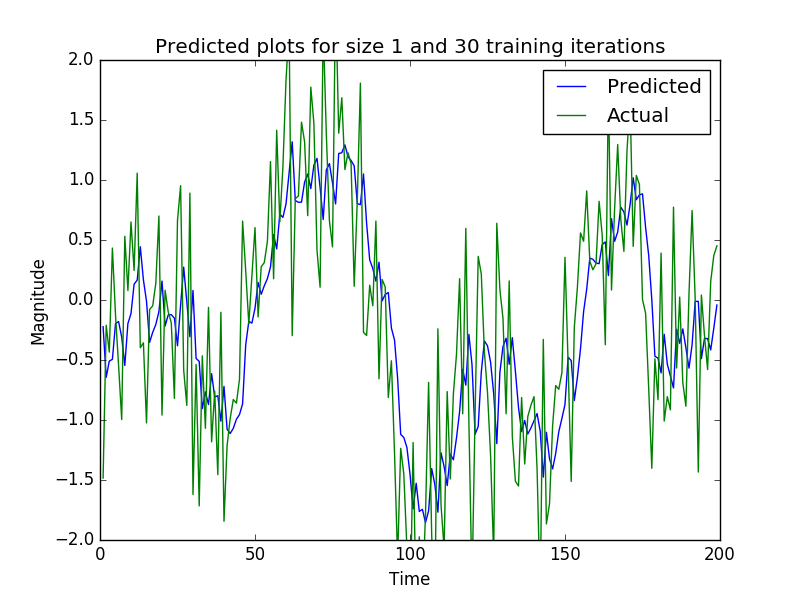 Predicted plots for size 1 and 30 training iterations
Predicted
Actual
2.0
1.5
1.0
0.5
0.0
−0.5
−1.0
−1.5
−2.0
Magnitude
0
50
100
150
200
Time